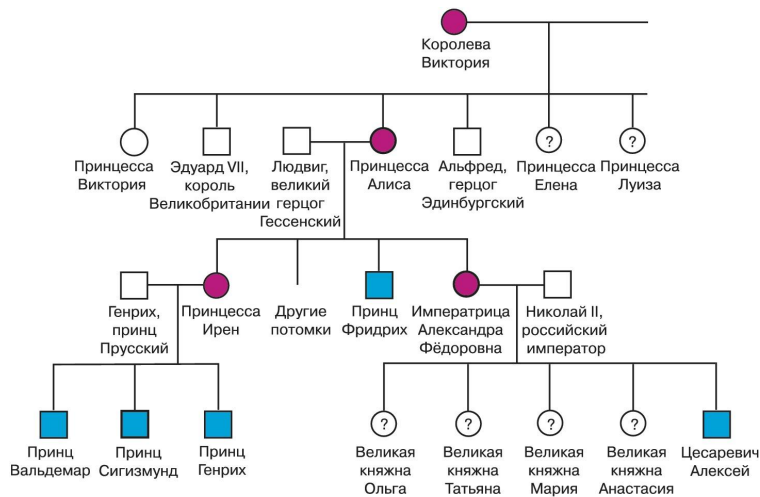 Королева
Виктория
? ?
Принцесса
Виктория
Эдуард VII,
король
Великобритании
Людвиг,
великий
герцог
Гессенский
Принцесса
Алиса
Альфред,
герцог
Эдинбургский
Принцесса
Елена
Принцесса
Луиза
Генрих,
принц
Прусский
Принцесса
Ирен
Другие
потомки
Принц
Фридрих
Императрица
Александра
Фёдоровна
Николай II,
российский
император
? ? ? ?
Принц
Вальдемар
Принц
Сигизмунд
Принц
Генрих
Великая
княжна
Ольга
Великая
княжна
Татьяна
Великая
княжна
Мария
Великая
княжна
Анастасия
Цесаревич
Алексей